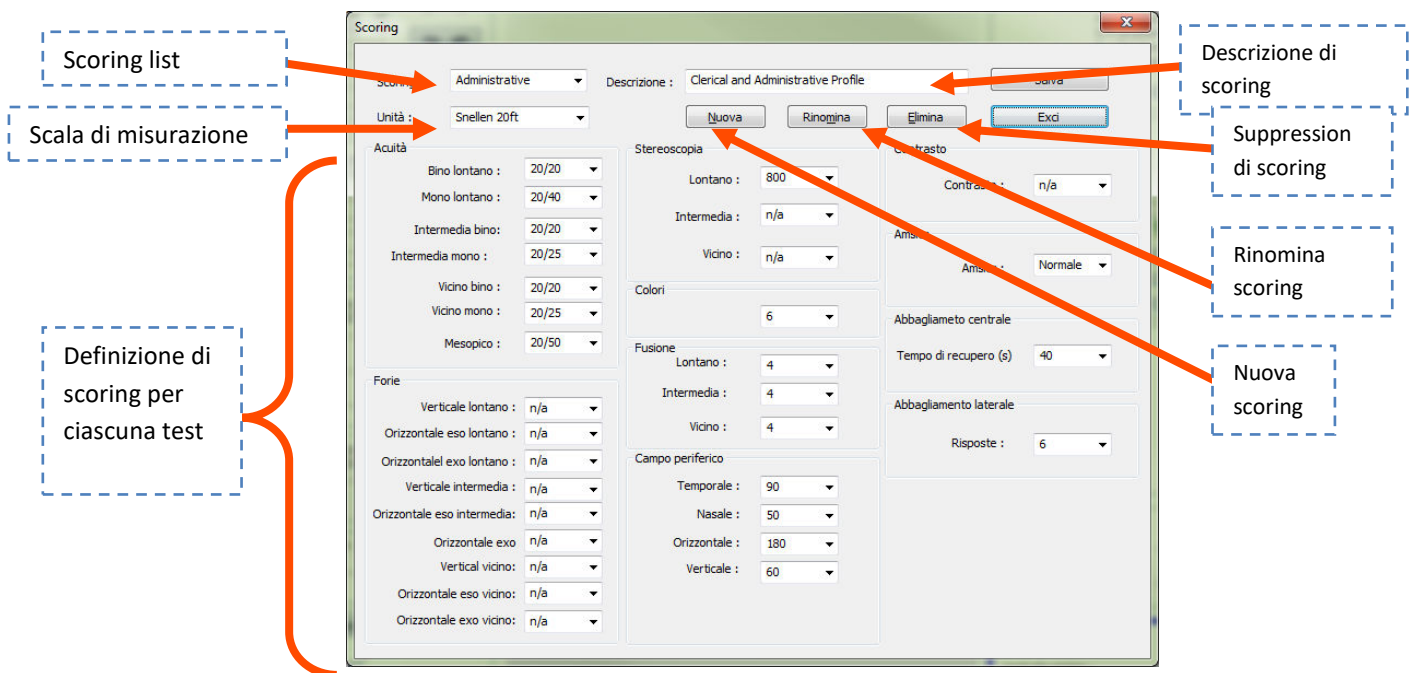 Scoring
Scoring list
Scala di misurazione
Definizione di
scoring per
ciascuna test
Administrative
Descrizione :
Clerical and Administrative Profile
Unità :
Snellen 20ft
Nuova
Rinomina
Elimina
Exci
Acuità
Bino lontano :
20/20
Mono lontano :
20/40
Intermedia bino:
20/20
Intermedia mono :
20/25
Vicino bino :
20/20
Vicino mono :
20/25
Mesopico :
20/50
Forie
Verticale lontano :
n/a
Orizzontale eso lontano :
n/a
Orizzontalel exo lontano :
n/a
Verticale intermedia :
n/a
Orizzontale eso intermedia:
n/a
Orizzontale exo
n/a
Vertical vicino:
n/a
Orizzontale eso vicino:
n/a
Orizzontale exo vicino:
n/a
Stereoscopia
Lontano :
800
Intermedia :
n/a
Vicino :
n/a
Colori
6
Fusione
Lontano :
4
Intermedia :
4
Vicino :
4
Campo periferico
Temporale :
90
Nasale :
50
Orizzontale :
180
Verticale :
60
Contrasto
n/a
Normale
Abbagliameto centrale
Tempo di recupero (s)
40
Abbagliamento laterale
Risposte :
6
Descrizione di
scoring
Suppression
di scoring
Rinomina
scoring
Nuova
scoring